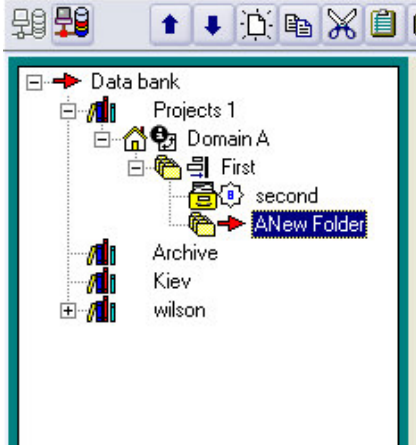 Data bank
Projects 1
Domain A
First
second
ANew Folder
Archive
Kiev
wilson